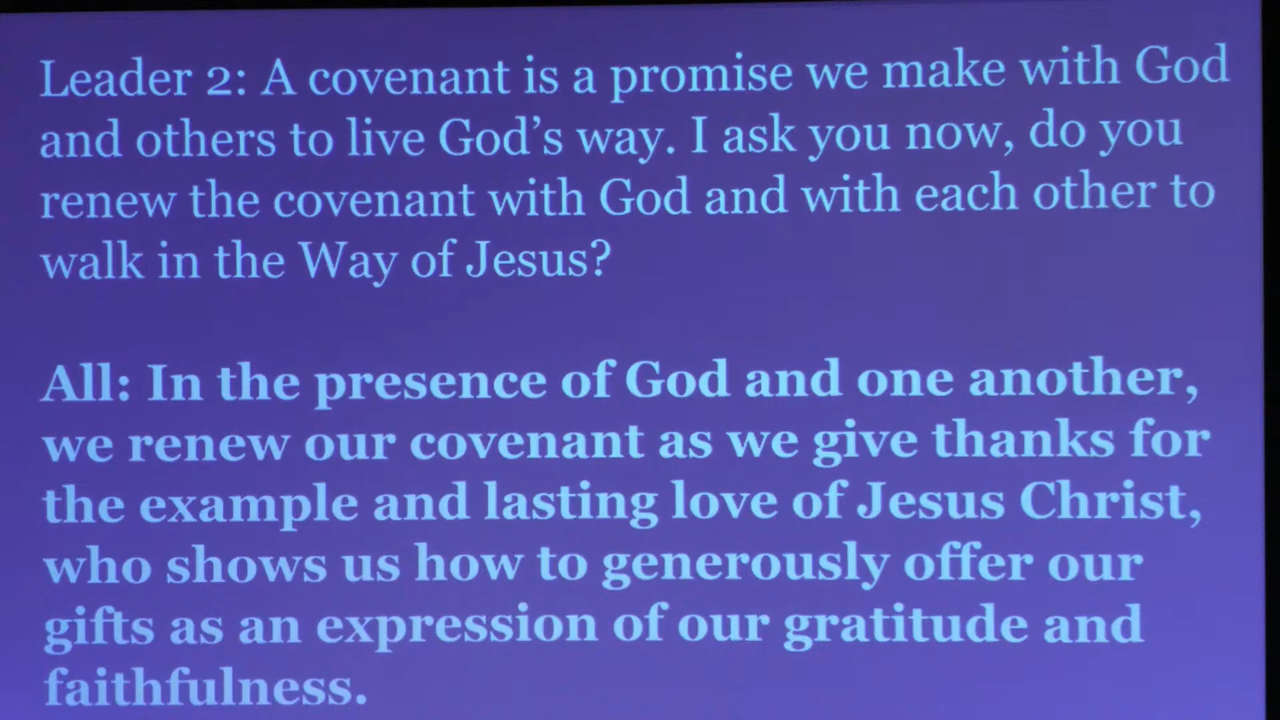 Leader 2: A covenant is a promise we make with God
and others to live God’s way. I ask you now, do you
renew the covenant with God and with each other to
walk in the Way of Jesus?
All: In the presence of God and one another,
we renew our covenant as we give thanks for
the example and lasting love of Jesus Christ,
who shows us how to generously offer our
gifts as an expression of our gratitude and
faithfulness.